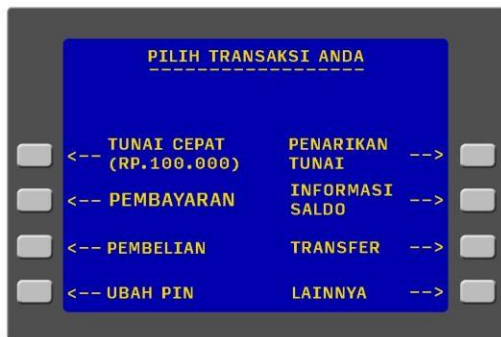 PILIH TRANSAKSI ANDA
<-- TUNAI CEPAT
(RP.100.000)
PENARIKAN
TUNAI -->
<-- PEMBAYARAN
INFORMASI
SALDO -->
<-- PEMBELIAN
TRANSFER -->
<-- UBAH PIN
LAINNYA -->